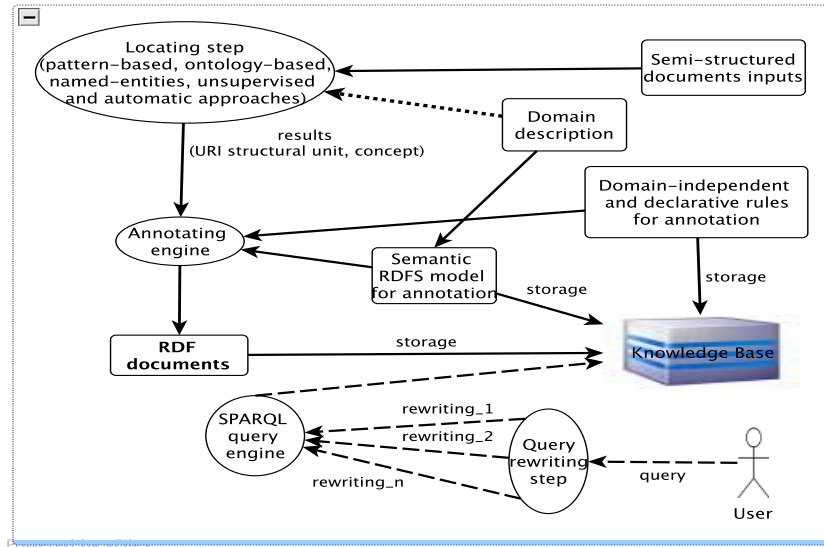 Locating step
(pattern-based, ontology-based,
named-entities, unsupervised
and automatic approaches)
Semi-structured
documents inputs
Domain
description
results
(URI structural unit, concept)
Domain-independent
and declarative rules
for annotation
Annotating
engine
Semantic
RDFS model
for annotation
storage
storage
RDF
documents
storage
Knowledge Base
SPARQL
query
engine
rewriting_1
rewriting_2
rewriting_n
Query
rewriting
step
query
User